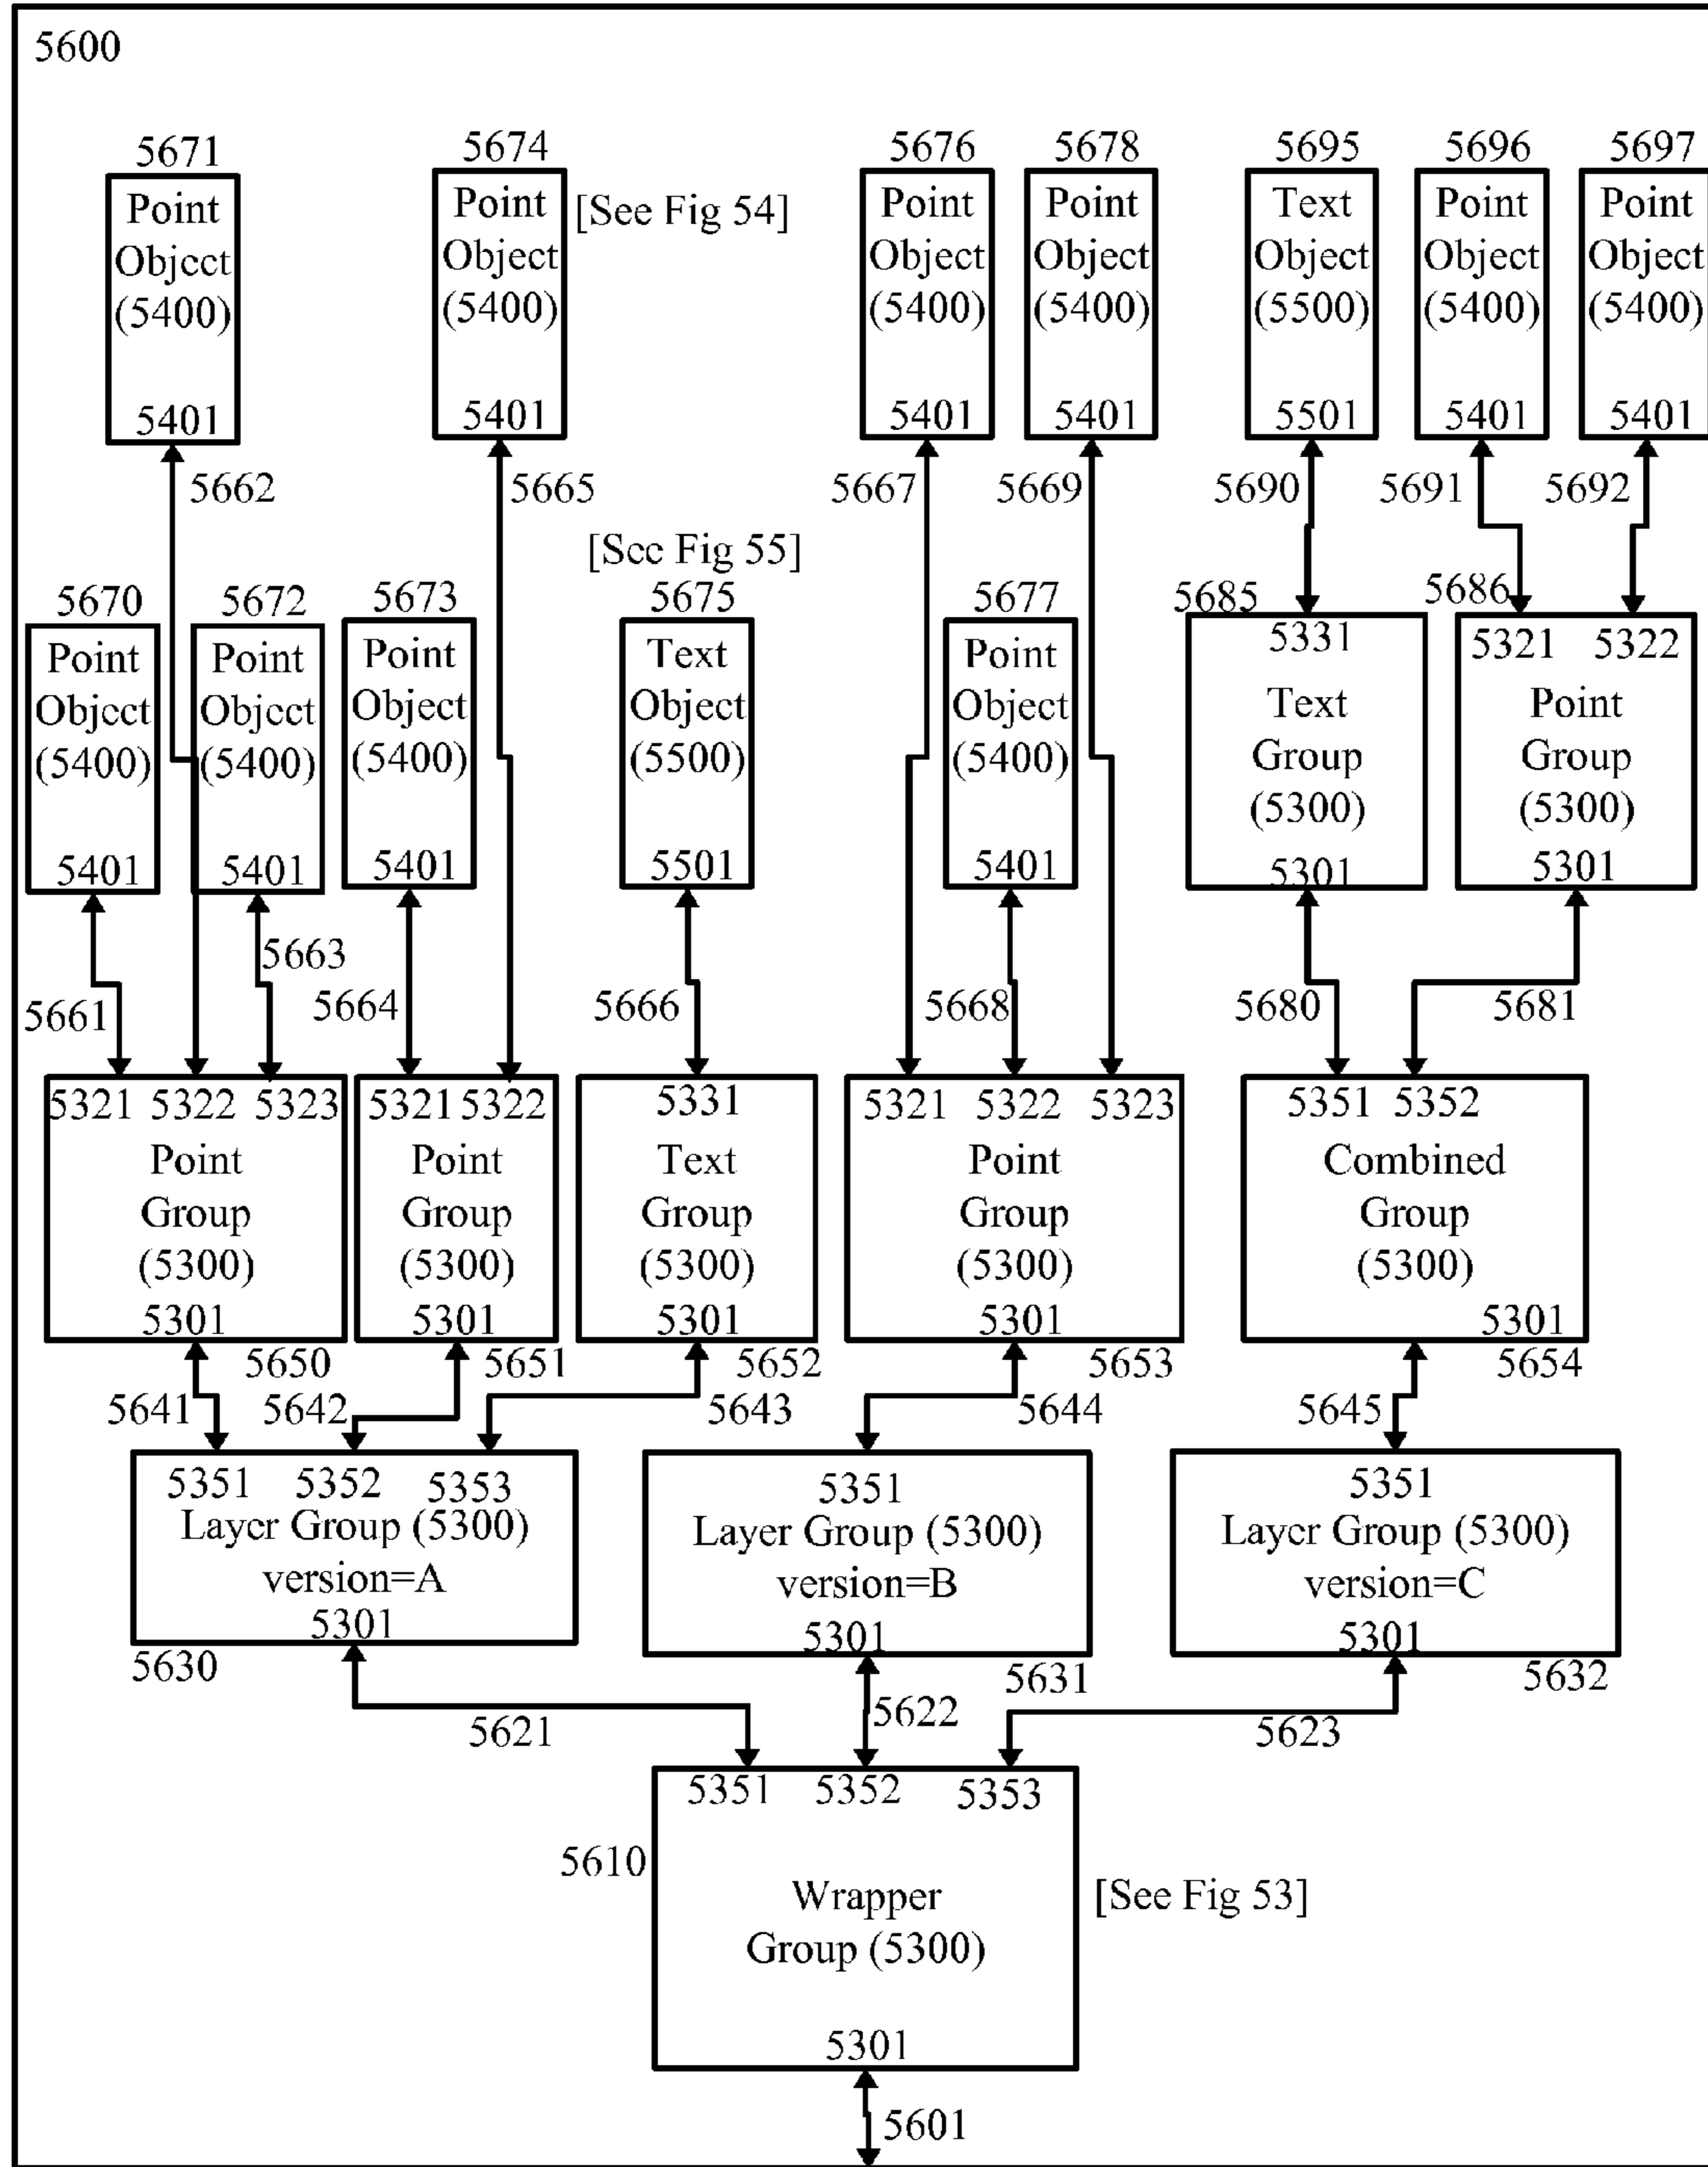 5600
5671 5674 5676 5678 5695 5696 5697
Point Point [See Fig 54] Point Point Text Point Point
Object Object Object Object Object Object Object
(5400) (5400) (5400) (5400) (5500) (5400) (5400)
5401 5401 5401 5401 5501 5401 5401
5662 5665 5667 5669 5690 5691 5692
[See Fig 55]
5670 5672 5673 5675 5677 5685 5686
Point Point Point Text Point 5331 5321 5322
Object Object Object Object Object Text Point
(5400) (5400) (5400) (5500) (5400) Group Group
(5300) (5300)
5401 5401 5401 5501 5401 5301 5301
5663
5661 5664 5666 5668 5680 5681
5321 5322 5323 5321 5322 5331 5321 5322 5323 5351 5352
Point Point Text Point Combined
Group Group Group Group Group
(5300) (5300) (5300) (5300) (5300)
5301 5301 5301 5301 5301
5650 5651 5652 5653 5654
5641 5642 5643 5644 5645
5351 5352 5353 5351 5351
Layer Group (5300) Layer Group (5300) Layer Group (5300)
version=A version=B version=C
5301 5301 5301
5630 5631 5632
5621 5622 5623
5351 5352 5353
5610
Wrapper [See Fig 53]
Group (5300)
5301
5601